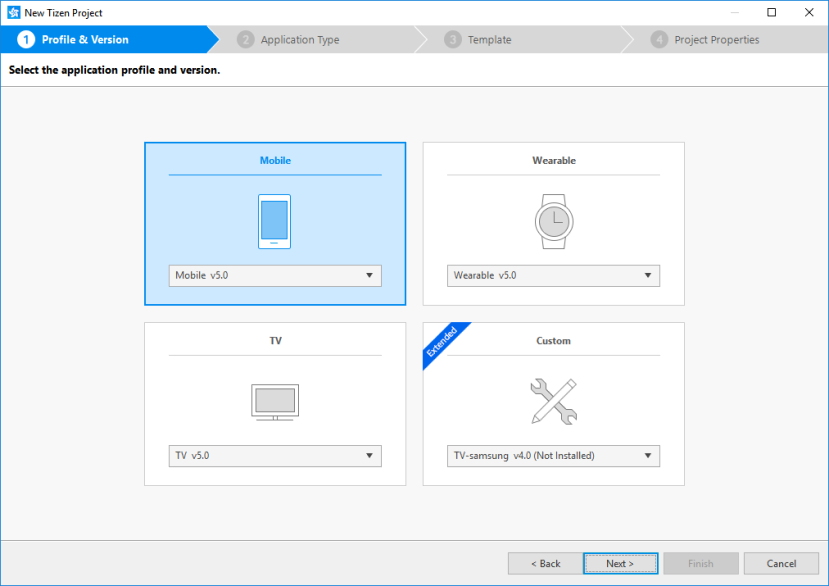 New Tizen Project
1 Profile & Version
2 Application Type
3 Template
4 Project Properties
Select the application profile and version.
Mobile
Mobile v5.0
Wearable
Wearable v5.0
TV
TV v5.0
Extended
Custom
TV-samsung v4.0 (Not Installed)
< Back
Next >
Finish
Cancel